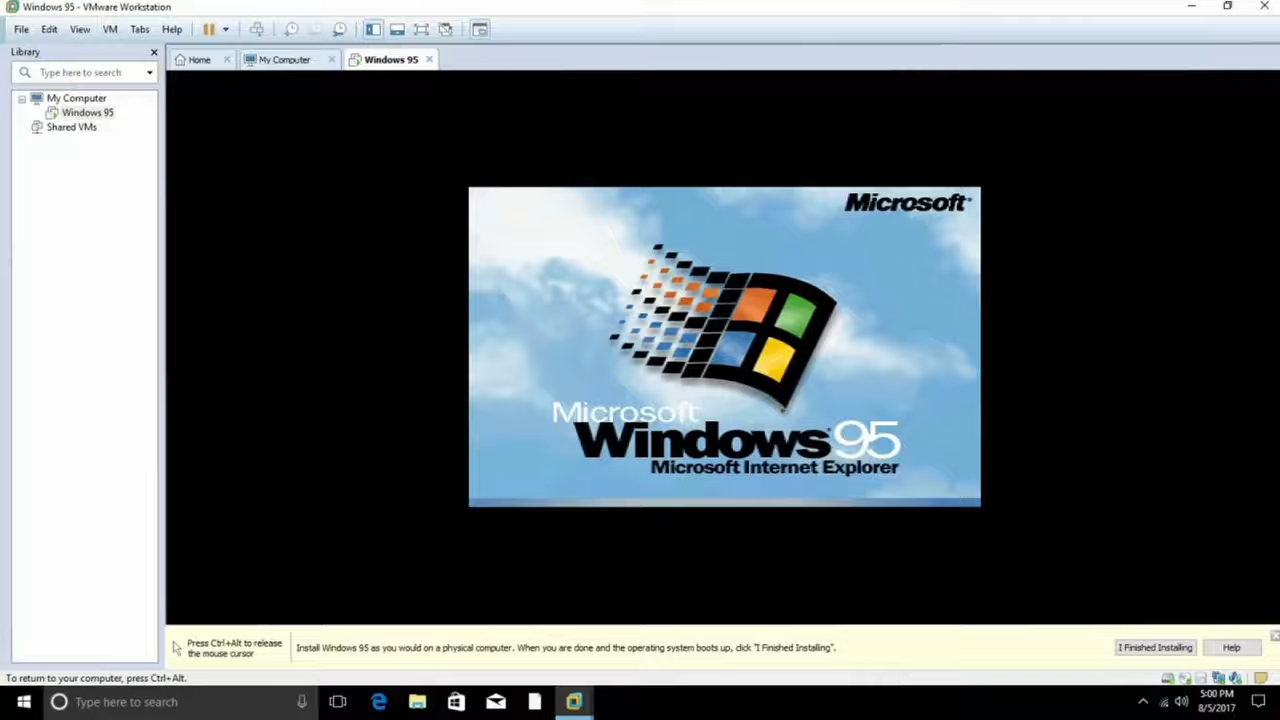 Windows 95 - VMware Workstation
File Edit View VM Tabs Help
Library
Type here to search
My Computer
Windows 95
Shared VMs
Home
My Computer
Windows 95
Microsoft
Microsoft
Windows 95
Microsoft Internet Explorer
Press Ctrl+Alt to release
the mouse cursor
Install Windows 95 as you would on a physical computer. When you are done and the operating system boots up, click "I Finished Installing".
I Finished Installing
Help
To return to your computer, press Ctrl+Alt.
Type here to search
5:00 PM
8/5/2017